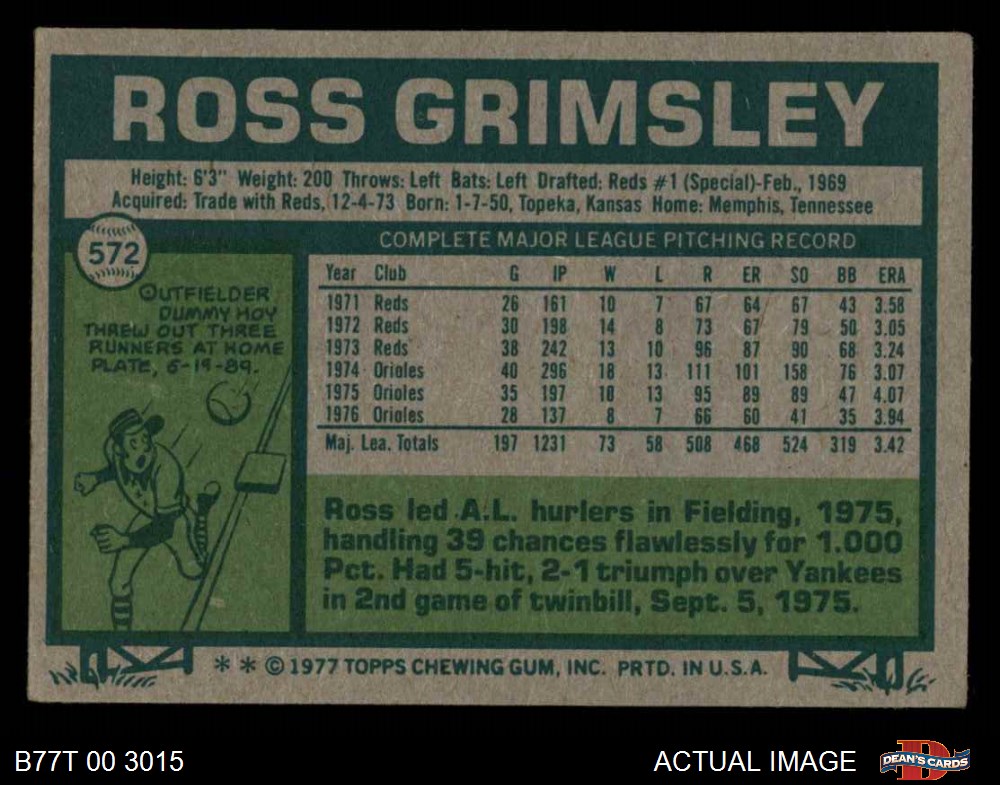 ROSS GRIMSLEY
Height: 6'3" Weight: 200 Throws: Left Bats: Left Drafted: Reds #1 (Special)-Feb., 1969
Acquired: Trade with Reds, 12-4-73 Born: 1-7-50, Topeka, Kansas Home: Memphis, Tennessee
572
OUTFIELDER
DUMMY HOY
THREW OUT THREE
RUNNERS AT HOME
PLATE, 6-19-89.
COMPLETE MAJOR LEAGUE PITCHING RECORD
Year Club G IP W L R ER SO BB ERA
1971 Reds 26 161 10 7 67 64 67 43 3.58
1972 Reds 30 198 14 8 73 67 79 50 3.05
1973 Reds 38 242 13 10 96 87 90 68 3.24
1974 Orioles 40 296 18 13 111 101 158 76 3.07
1975 Orioles 35 197 10 13 95 89 89 47 4.07
1976 Orioles 28 137 8 7 66 60 41 35 3.94
Maj. Lea. Totals 197 1231 73 58 508 468 524 319 3.42
Ross led A.L. hurlers in Fielding, 1975,
handling 39 chances flawlessly for 1.000
Pct. Had 5-hit, 2-1 triumph over Yankees
in 2nd game of twinbill, Sept. 5, 1975.
* * © 1977 TOPPS CHEWING GUM, INC. PRTD. IN U.S.A.
B77T 00 3015
ACTUAL IMAGE
D
DEAN'S CARDS